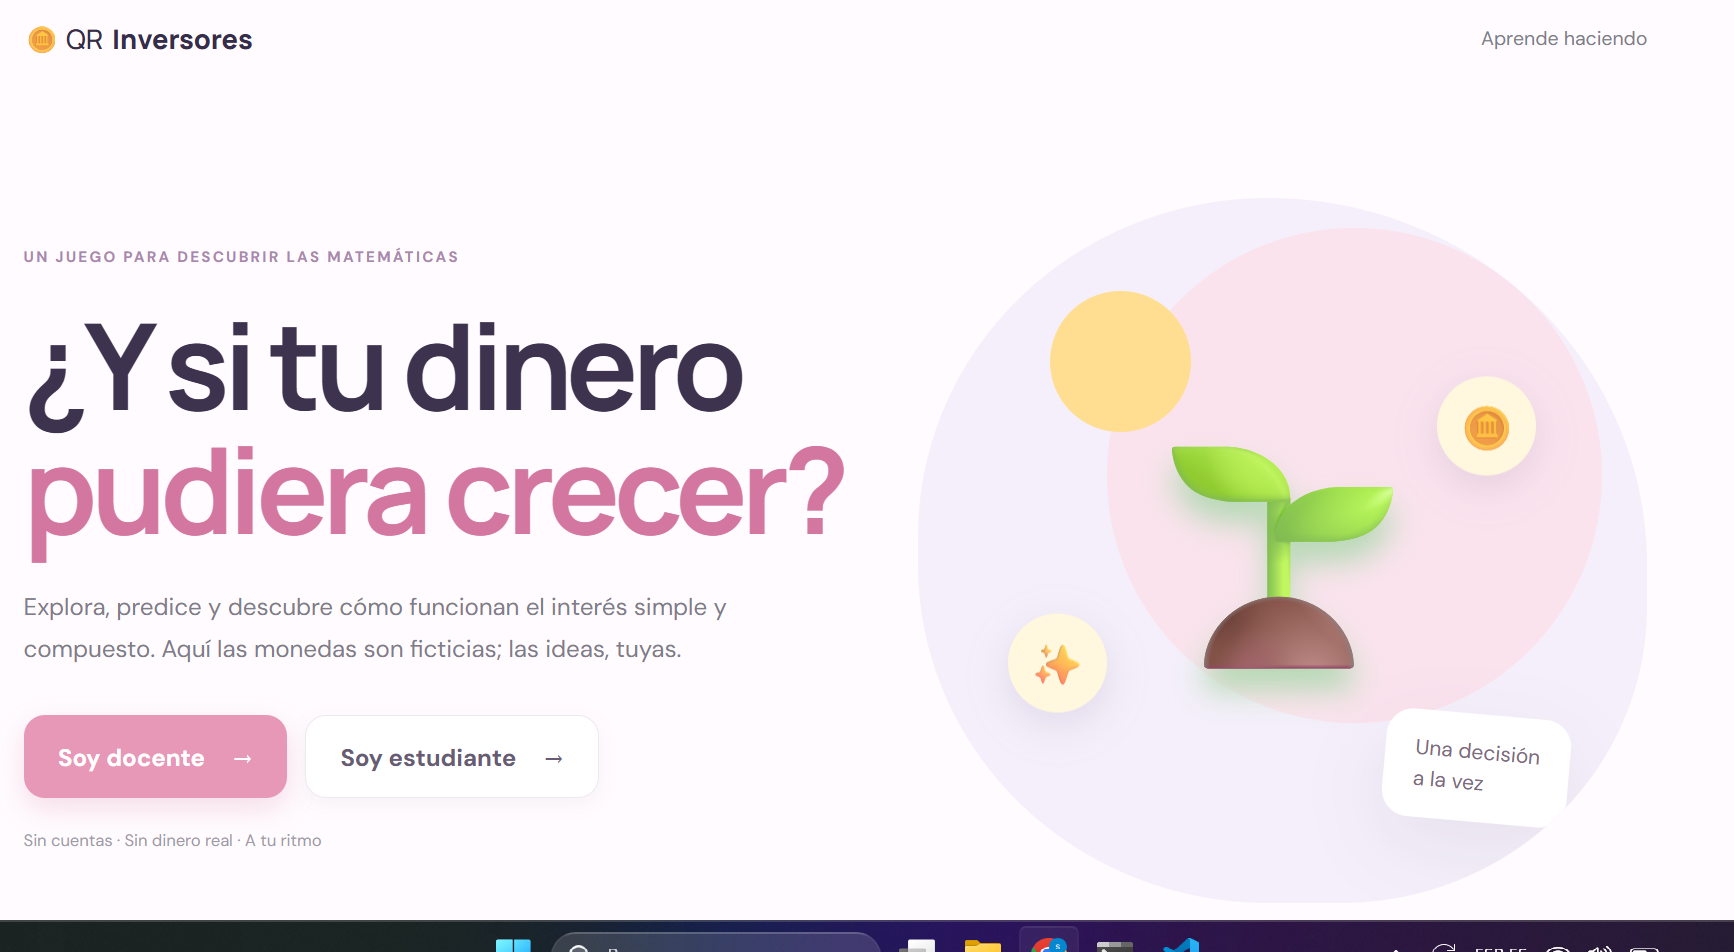 QR Inversores
Aprende haciendo
UN JUEGO PARA DESCUBRIR LAS MATEMÁTICAS
¿Y si tu dinero
pudiera crecer?
Explora, predice y descubre cómo funcionan el interés simple y
compuesto. Aquí las monedas son ficticias; las ideas, tuyas.
Soy docente →
Soy estudiante →
Sin cuentas · Sin dinero real · A tu ritmo
Una decisión
a la vez